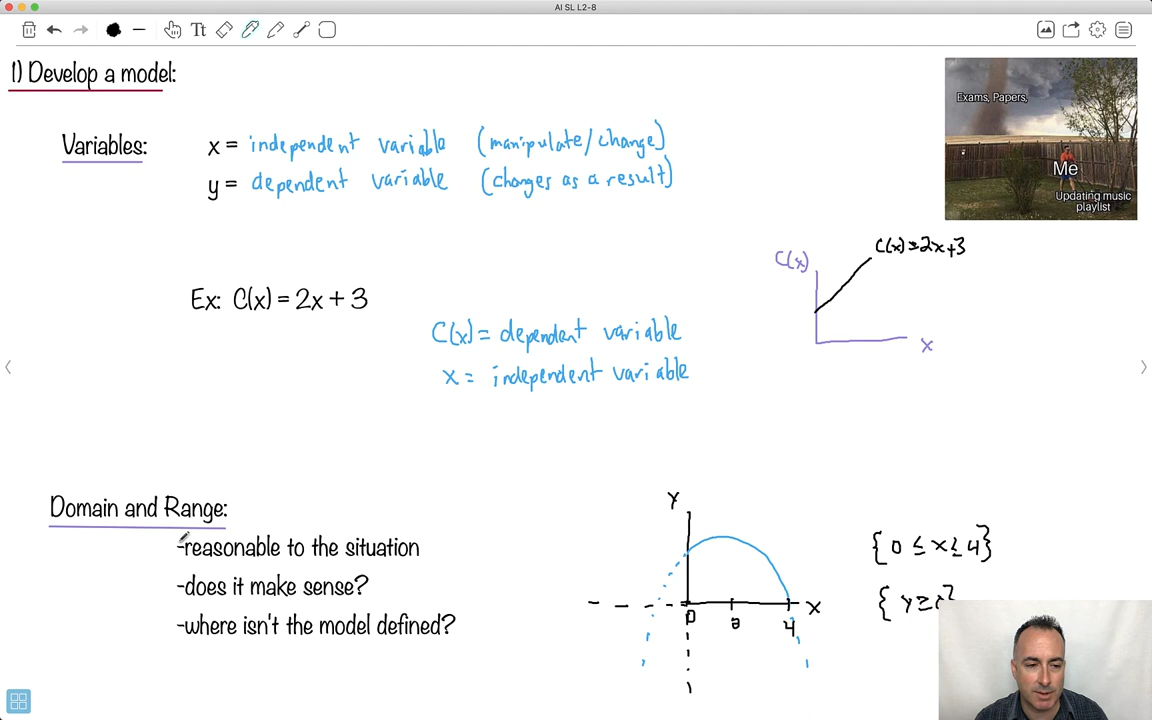 AI SL L2-8
Tt
1) Develop a model:
Exams, Papers,
Me
Updating music
playlist
Variables:
x = independent variable (manipulate/change)
y = dependent variable (changes as a result)
C(x)
C(x)=2x+3
x
Ex: C(x) = 2x + 3
C(x) = dependent variable
x = independent variable
Domain and Range:
-reasonable to the situation
-does it make sense?
-where isn't the model defined?
Y
0
2
4
X
{0 ≤ x ≤ 4}
{ y ≥